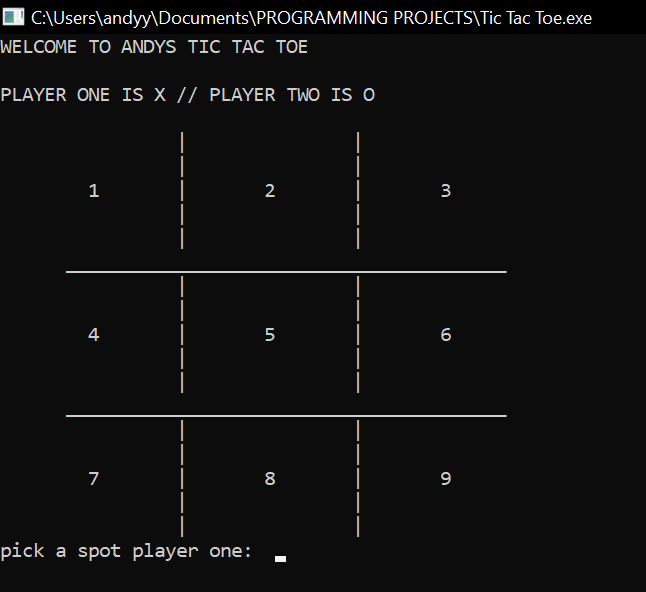 C:\Users\andyy\Documents\PROGRAMMING PROJECTS\Tic Tac Toe.exe
WELCOME TO ANDYS TIC TAC TOE
PLAYER ONE IS X // PLAYER TWO IS O
1 2 3
4 5 6
7 8 9
pick a spot player one: